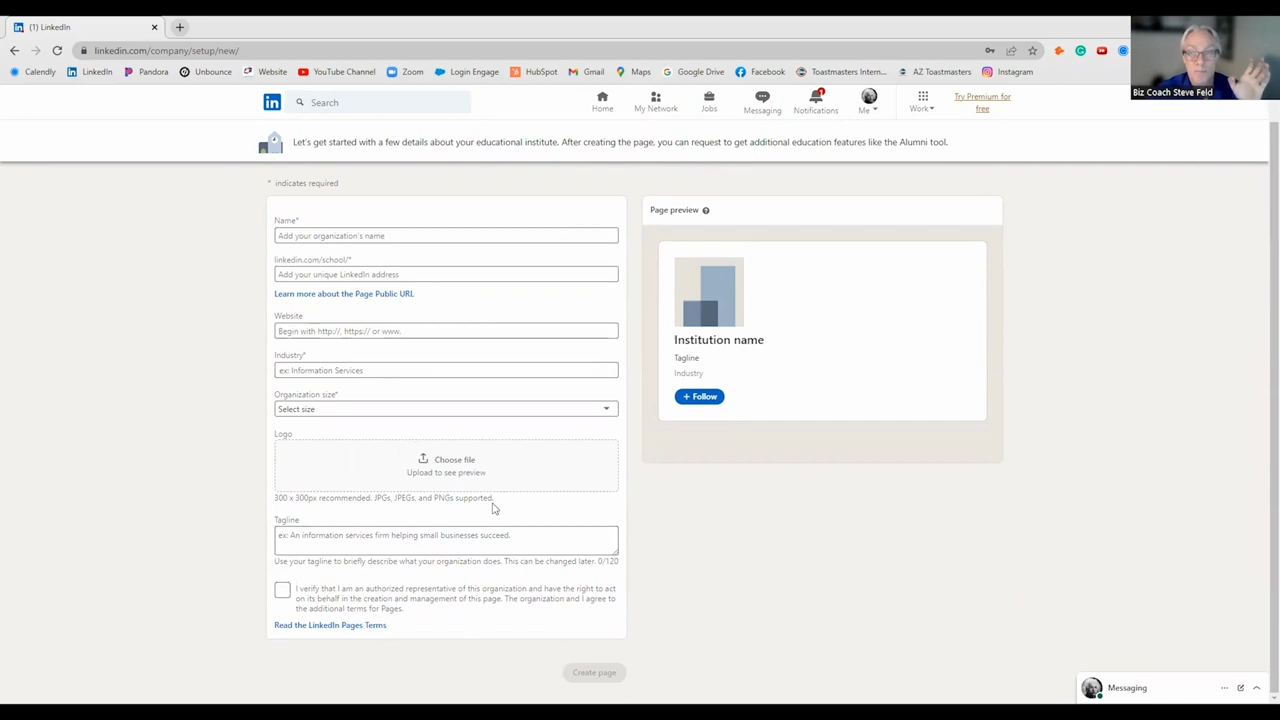 (1) LinkedIn
linkedin.com/company/setup/new/
Calendly LinkedIn Pandora Unbounce Website YouTube Channel Zoom Login Engage HubSpot Gmail Maps Google Drive Facebook Toastmasters Intern... AZ Toastmasters Instagram
Biz Coach Steve Feld
in Search Home My Network Jobs Messaging Notifications Me Work Try Premium for
free
Let's get started with a few details about your educational institute. After creating the page, you can request to get additional education features like the Alumni tool.
* indicates required
Name*
Add your organization's name
linkedin.com/school/*
Add your unique LinkedIn address
Learn more about the Page Public URL
Website
Begin with http://, https:// or www.
Industry*
ex: Information Services
Organization size*
Select size
Logo
Choose file
Upload to see preview
300 x 300px recommended. JPGs, JPEGs, and PNGs supported.
Tagline
ex: An information services firm helping small businesses succeed.
Use your tagline to briefly describe what your organization does. This can be changed later. 0/120
I verify that I am an authorized representative of this organization and have the right to act
on its behalf in the creation and management of this page. The organization and I agree to
the additional terms for Pages.
Read the LinkedIn Pages Terms
Create page
Page preview
Institution name
Tagline
Industry
+ Follow
Messaging